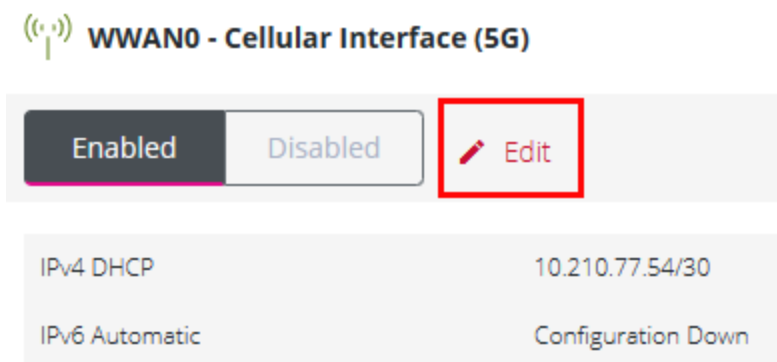 WWAN0 - Cellular Interface (5G)
Enabled Disabled Edit
IPv4 DHCP 10.210.77.54/30
IPv6 Automatic Configuration Down